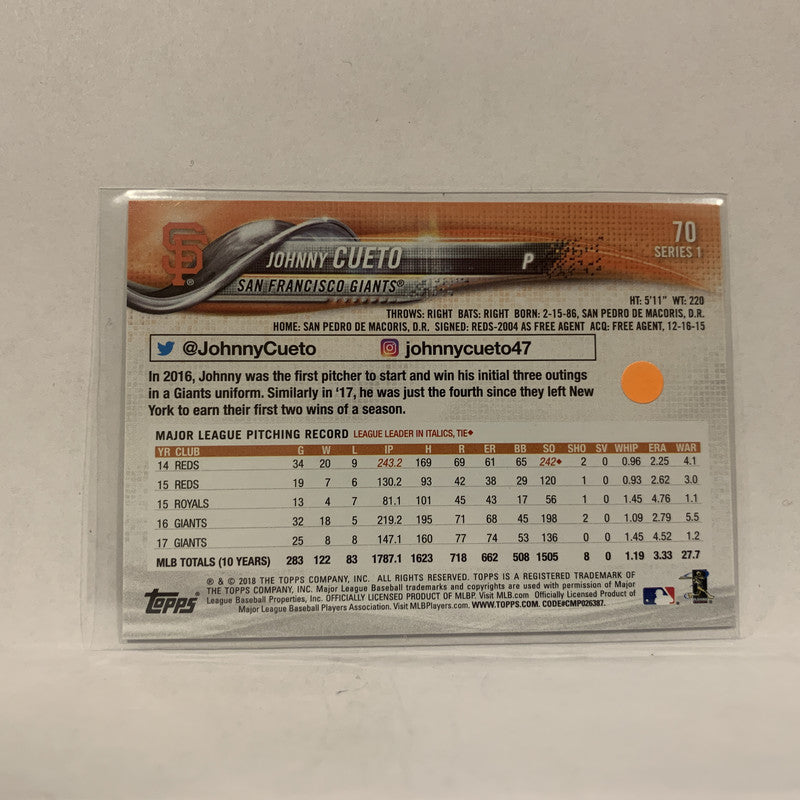 SF
®
JOHNNY CUETO P
SAN FRANCISCO GIANTS®
70
SERIES 1
HT: 5'11" WT: 220
THROWS: RIGHT BATS: RIGHT BORN: 2-15-86, SAN PEDRO DE MACORIS, D.R.
HOME: SAN PEDRO DE MACORIS, D.R. SIGNED: REDS-2004 AS FREE AGENT ACQ: FREE AGENT, 12-16-15
@JohnnyCueto johnnycueto47
In 2016, Johnny was the first pitcher to start and win his initial three outings
in a Giants uniform. Similarly in '17, he was just the fourth since they left New
York to earn their first two wins of a season.
MAJOR LEAGUE PITCHING RECORD LEAGUE LEADER IN ITALICS, TIE♦
YR CLUB G W L IP H R ER BB SO SHO SV WHIP ERA WAR
14 REDS 34 20 9 243.2 169 69 61 65 242♦ 2 0 0.96 2.25 4.1
15 REDS 19 7 6 130.2 93 42 38 29 120 1 0 0.93 2.62 3.0
15 ROYALS 13 4 7 81.1 101 45 43 17 56 1 0 1.45 4.76 1.1
16 GIANTS 32 18 5 219.2 195 71 68 45 198 2 0 1.09 2.79 5.5
17 GIANTS 25 8 8 147.1 160 77 74 53 136 0 0 1.45 4.52 1.2
MLB TOTALS (10 YEARS) 283 122 83 1787.1 1623 718 662 508 1505 8 0 1.19 3.33 27.7
® & © 2018 THE TOPPS COMPANY, INC. ALL RIGHTS RESERVED. TOPPS IS A REGISTERED TRADEMARK OF
THE TOPPS COMPANY, INC. Major League Baseball trademarks and copyrights are used with permission of Major
League Baseball Properties, Inc. OFFICIALLY LICENSED PRODUCT OF MLBP. Visit MLB.com Officially Licensed Product of
Major League Baseball Players Association. Visit MLBPlayers.com. WWW.TOPPS.COM. CODE#CMP026387.
TOPPS